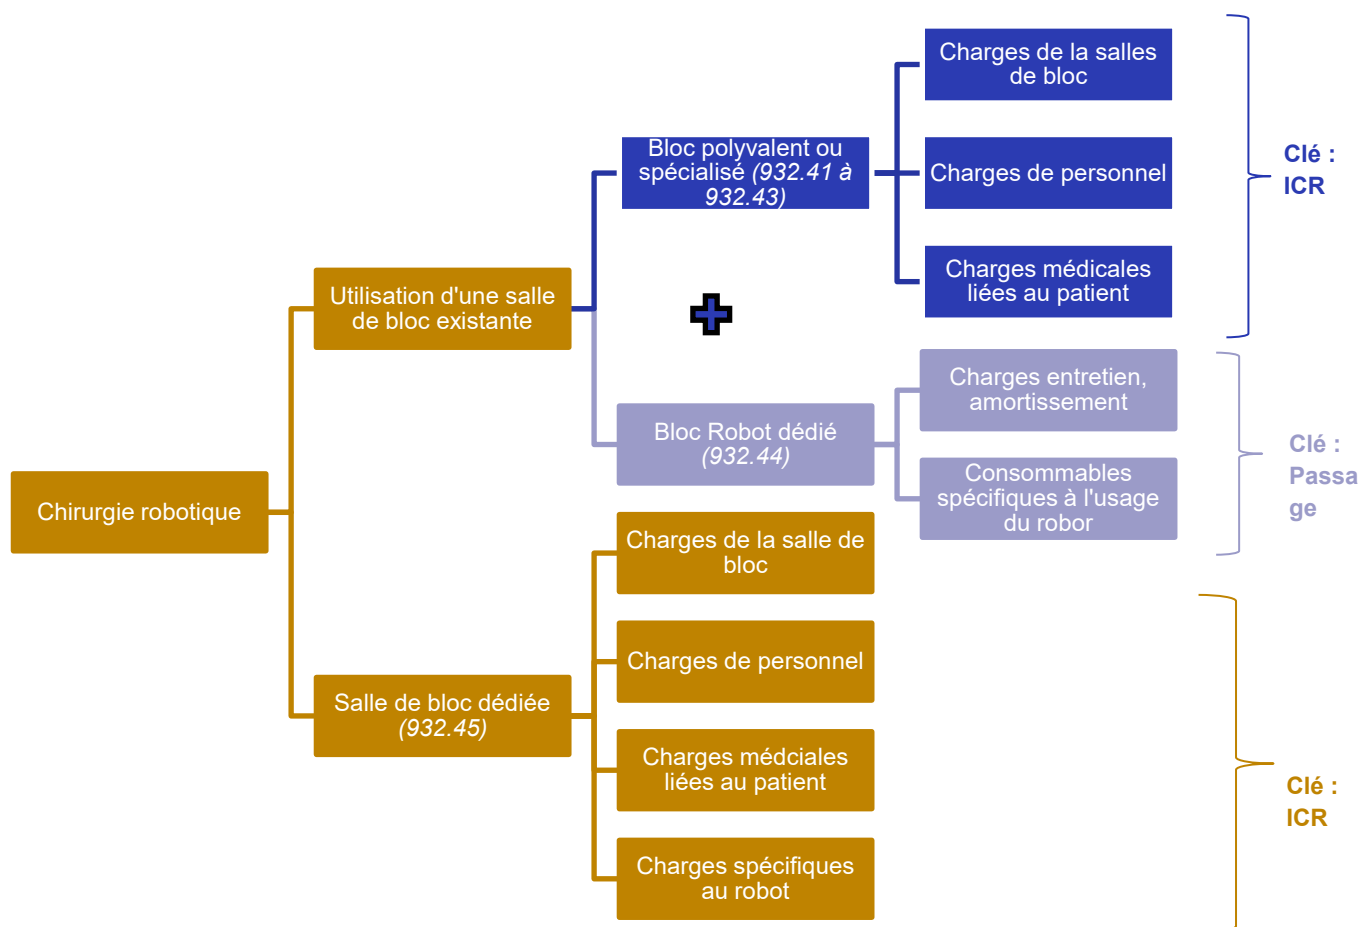 Chirurgie robotique
Utilisation d'une salle
de bloc existante
Bloc polyvalent ou
spécialisé (932.41 à
932.43)
Charges de la salles
de bloc
Charges de personnel
Charges médicales
liées au patient
Clé :
ICR
Bloc Robot dédié
(932.44)
Charges entretien,
amortissement
Consommables
spécifiques à l'usage
du robor
Clé :
Passa
ge
Salle de bloc dédiée
(932.45)
Charges de la salle de
bloc
Charges de personnel
Charges médciales
liées au patient
Charges spécifiques
au robot
Clé :
ICR